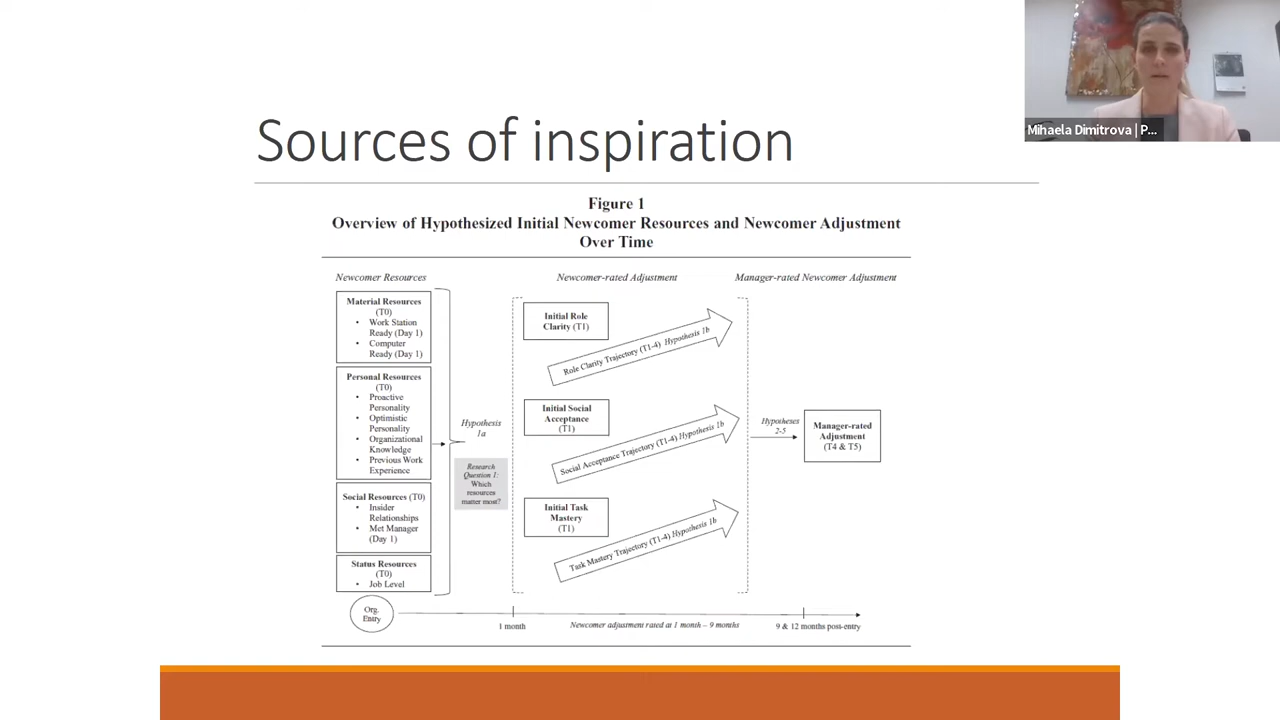 Mihaela Dimitrova | P...
Sources of inspiration
Figure 1
Overview of Hypothesized Initial Newcomer Resources and Newcomer Adjustment
Over Time
Newcomer Resources
Newcomer-rated Adjustment
Manager-rated Newcomer Adjustment
Material Resources
(T0)
• Work Station
Ready (Day 1)
• Computer
Ready (Day 1)
Personal Resources
(T0)
• Proactive
Personality
• Optimistic
Personality
• Organizational
Knowledge
• Previous Work
Experience
Social Resources (T0)
• Insider
Relationships
• Met Manager
(Day 1)
Status Resources
(T0)
• Job Level
Org.
Entry
Hypothesis
1a
Research
Question 1:
Which
resources
matter most?
Initial Role
Clarity (T1)
Role Clarity Trajectory (T1-4) Hypothesis 1b
Initial Social
Acceptance
(T1)
Social Acceptance Trajectory (T1-4) Hypothesis 1b
Initial Task
Mastery
(T1)
Task Mastery Trajectory (T1-4) Hypothesis 1b
Hypotheses
2-5
Manager-rated
Adjustment
(T4 & T5)
1 month
Newcomer adjustment rated at 1 month – 9 months
9 & 12 months post-entry